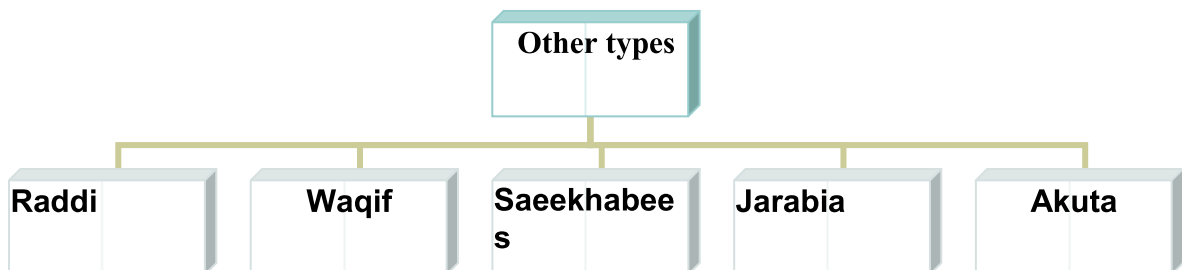 Other types
Raddi
Waqif
Saeekhabee
s
Jarabia
Akuta